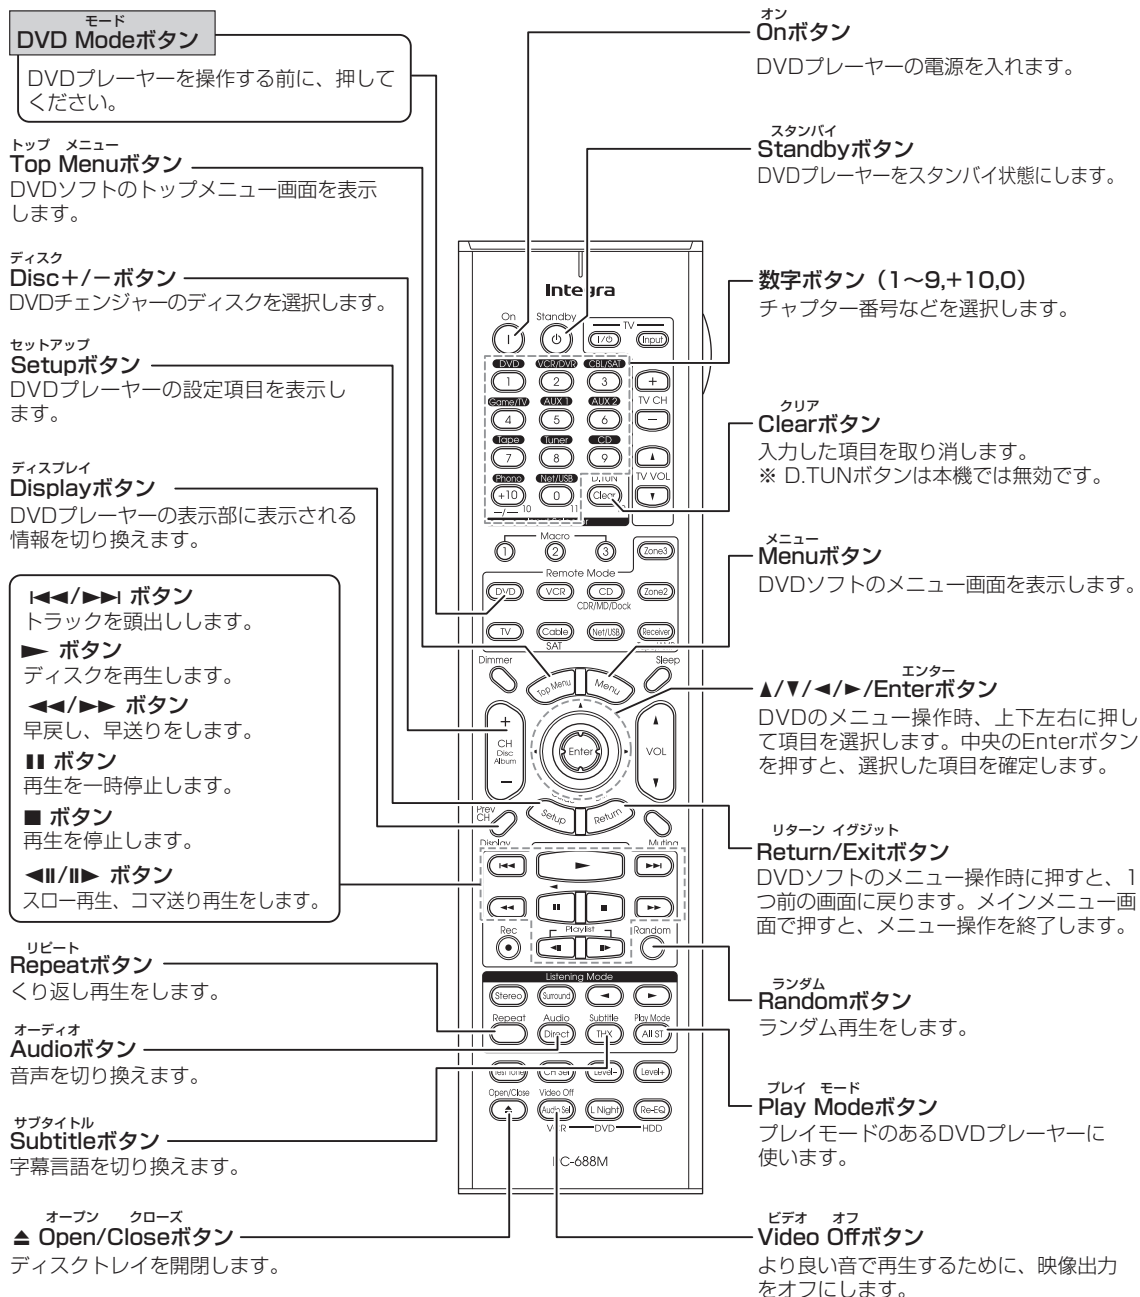 モード
DVD Modeボタン
DVDプレーヤーを操作する前に、押して
ください。
トップ メニュー
Top Menuボタン
DVDソフトのトップメニュー画面を表示
します。
ディスク
Disc+/−ボタン
DVDチェンジャーのディスクを選択します。
セットアップ
Setupボタン
DVDプレーヤーの設定項目を表示し
ます。
ディスプレイ
Displayボタン
DVDプレーヤーの表示部に表示される
情報を切り換えます。
I◄◄/►►I ボタン
トラックを頭出しします。
► ボタン
ディスクを再生します。
◄◄/►► ボタン
早戻し、早送りをします。
II ボタン
再生を一時停止します。
■ ボタン
再生を停止します。
◄II/II► ボタン
スロー再生、コマ送り再生をします。
リピート
Repeatボタン
くり返し再生をします。
オーディオ
Audioボタン
音声を切り換えます。
サブタイトル
Subtitleボタン
字幕言語を切り換えます。
オープン クローズ
▲ Open/Closeボタン
ディスクトレイを開閉します。
Integra
On Standby TV
I I/⏻ Input
DVD VCR/DVR CBL/SAT
1 2 3 +
TV CH
Game/TV AUX 1 AUX 2
4 5 6 −
Tape Tuner CD
7 8 9 ▲
Phono Net/USB D.TUN TV VOL
+10 0 Clear ▼
-/-- 10 11
Macro
1 2 3 Zone3
Remote Mode
DVD VCR CD Zone2
CDR/MD/Dock
TV Cable Net/USB Receiver
SAT
Dimmer Sleep
Top Menu Menu
+
CH
Disc
Album
−
Enter
▲
VOL
▼
Prev
CH
Setup Return
Display Muting
I◄◄ ► ►►I
◄
◄◄ II ■ ►►
Rec Playlist Random
● ◄II II►
Listening Mode
Stereo Surround ◄ ►
Repeat Audio Subtitle Play Mode
Direct THX All ST
Test Tone CH Sel Level− Level+
Open/Close Video Off
▲ Audio Sel L Night Re-EQ
VCR DVD HDD
C-688M
オン
Onボタン
DVDプレーヤーの電源を入れます。
スタンバイ
Standbyボタン
DVDプレーヤーをスタンバイ状態にします。
数字ボタン(1〜9,+10,0)
チャプター番号などを選択します。
クリア
Clearボタン
入力した項目を取り消します。
※ D.TUNボタンは本機では無効です。
メニュー
Menuボタン
DVDソフトのメニュー画面を表示します。
エンター
▲/▼/◄/►/Enterボタン
DVDのメニュー操作時、上下左右に押し
て項目を選択します。中央のEnterボタン
を押すと、選択した項目を確定します。
リターン イグジット
Return/Exitボタン
DVDソフトのメニュー操作時に押すと、1
つ前の画面に戻ります。メインメニュー画
面で押すと、メニュー操作を終了します。
ランダム
Randomボタン
ランダム再生をします。
プレイ モード
Play Modeボタン
プレイモードのあるDVDプレーヤーに
使います。
ビデオ オフ
Video Offボタン
より良い音で再生するために、映像出力
をオフにします。